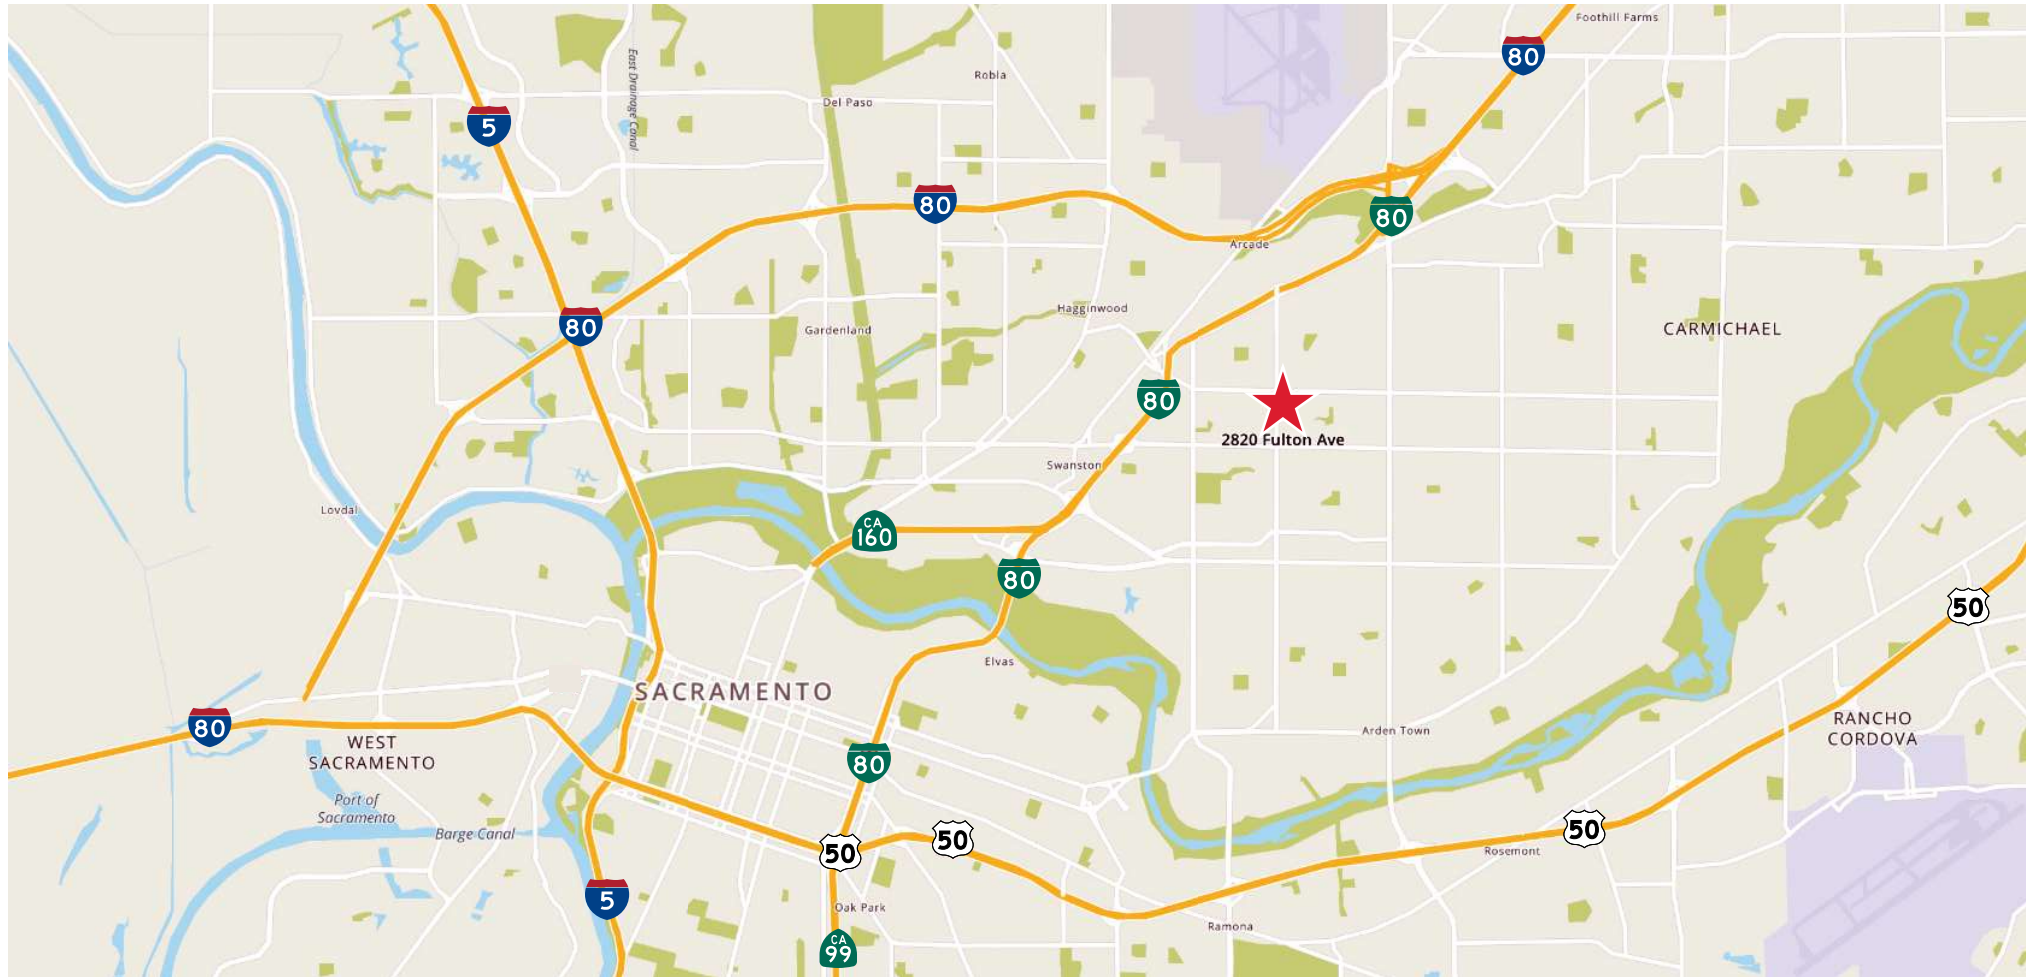 Foothill Farms
80
East Drainage Canal
Robla
Del Paso
5
80
80
Arcade
Hagginwood
80
Gardenland
CARMICHAEL
80
2820 Fulton Ave
Swanston
Lovdal
CA
160
80
50
Elvas
SACRAMENTO
80
RANCHO
CORDOVA
Arden Town
WEST
SACRAMENTO
80
Port of
Sacramento
Barge Canal
50
50
50
Rosemont
5
Oak Park
Ramona
CA
99